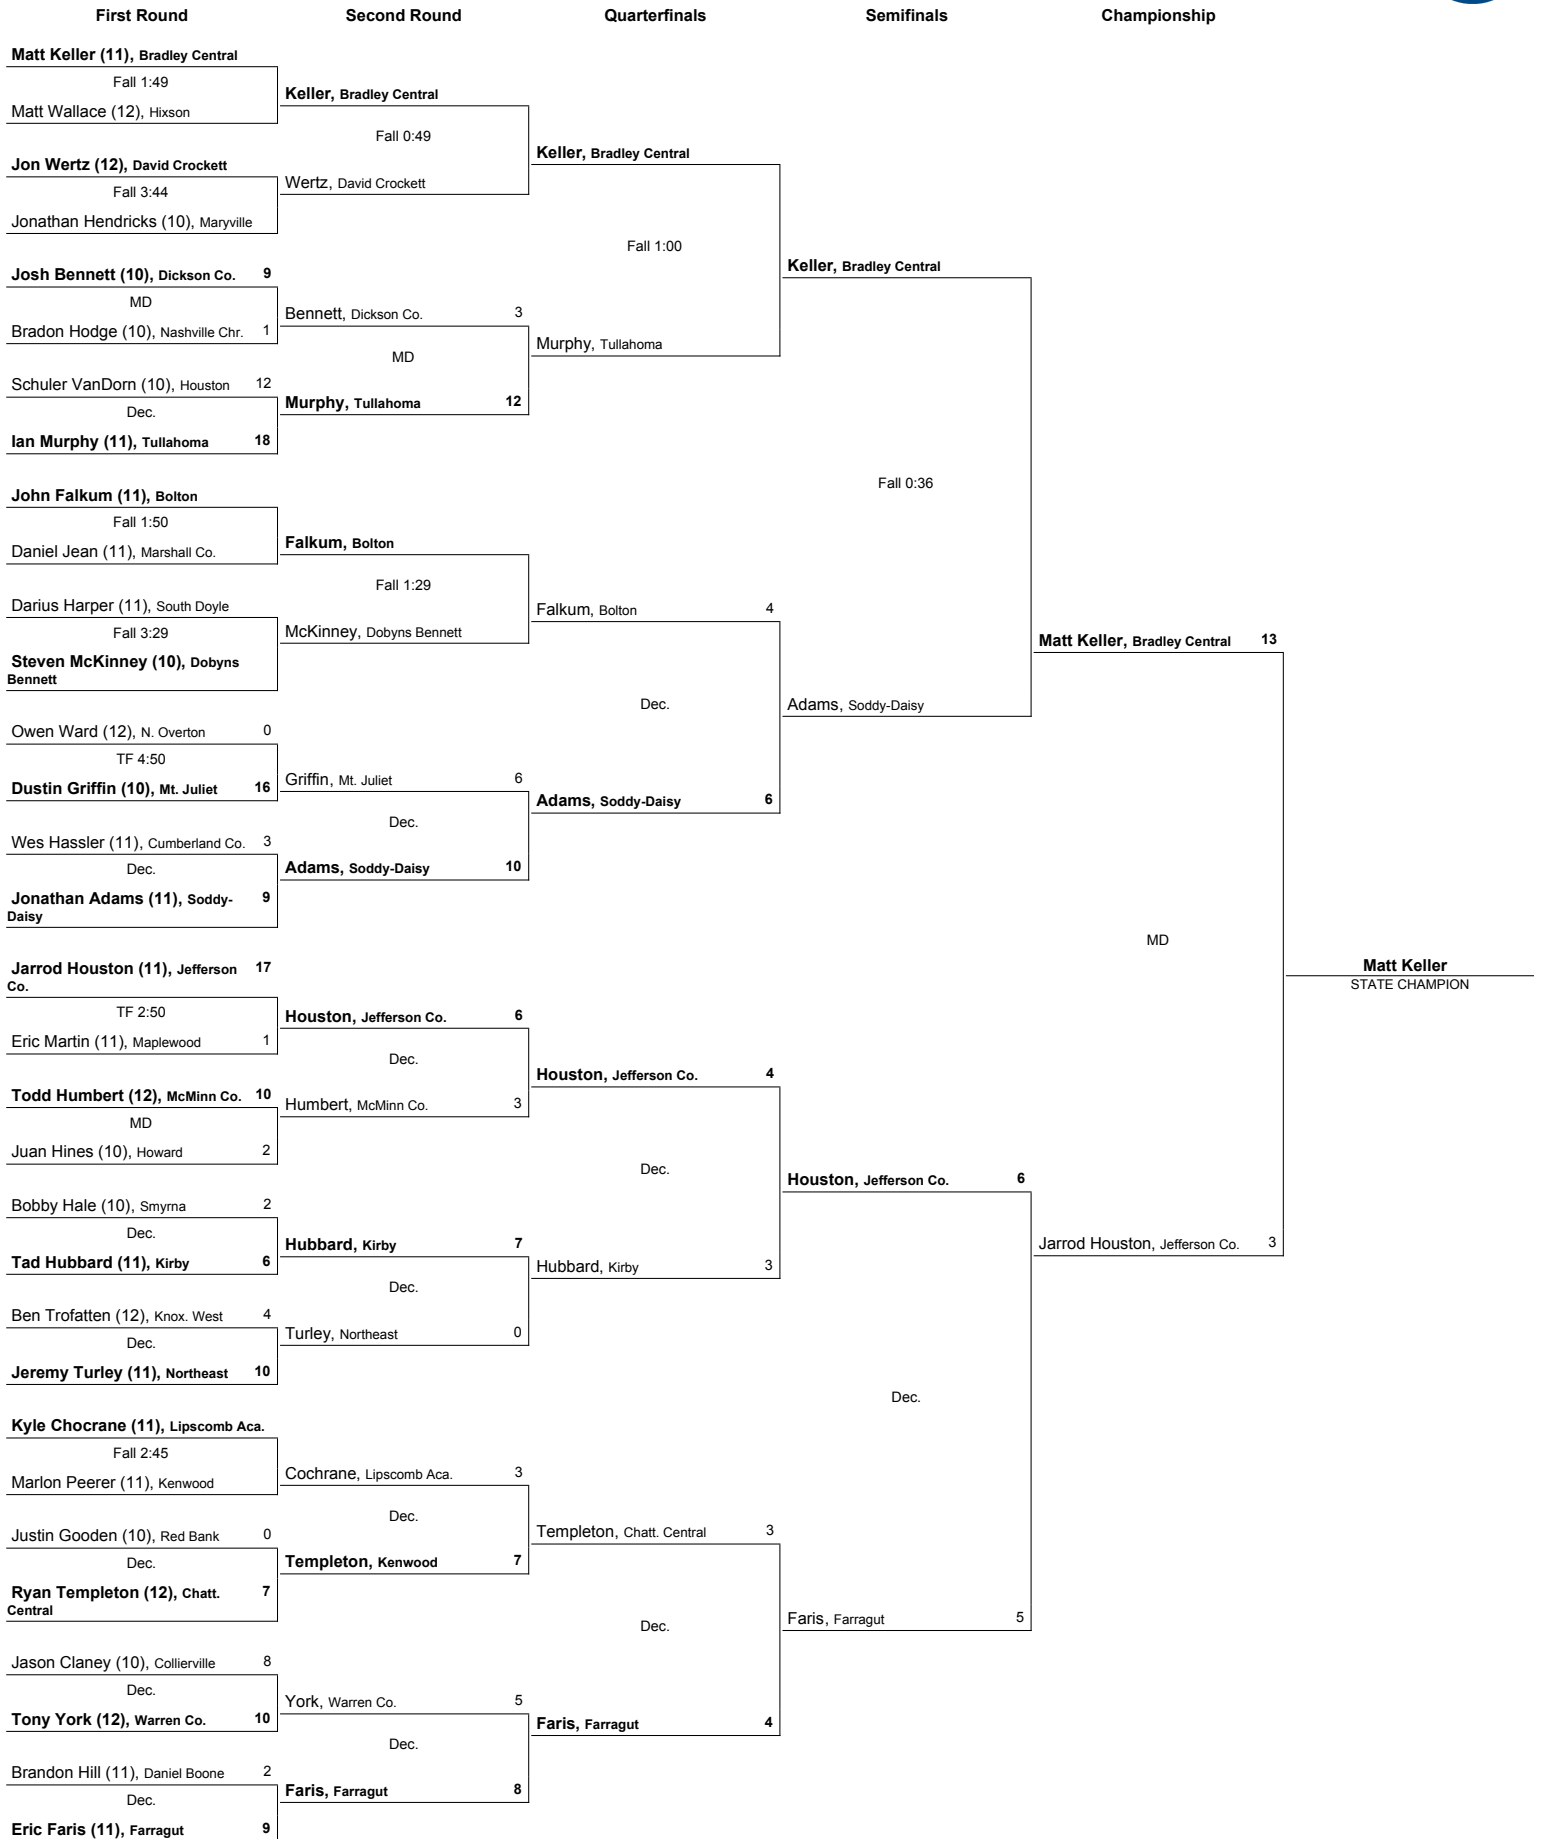 First Round
Second Round
Quarterfinals
Semifinals
Championship
Matt Keller (11), Bradley Central
Fall 1:49
Matt Wallace (12), Hixson
Jon Wertz (12), David Crockett
Fall 3:44
Jonathan Hendricks (10), Maryville
Josh Bennett (10), Dickson Co. 9
MD
Bradon Hodge (10), Nashville Chr. 1
Schuler VanDorn (10), Houston 12
Dec.
Ian Murphy (11), Tullahoma 18
John Falkum (11), Bolton
Fall 1:50
Daniel Jean (11), Marshall Co.
Darius Harper (11), South Doyle
Fall 3:29
Steven McKinney (10), Dobyns
Bennett
Owen Ward (12), N. Overton 0
TF 4:50
Dustin Griffin (10), Mt. Juliet 16
Wes Hassler (11), Cumberland Co. 3
Dec.
Jonathan Adams (11), Soddy- 9
Daisy
Jarrod Houston (11), Jefferson 17
Co.
TF 2:50
Eric Martin (11), Maplewood 1
Todd Humbert (12), McMinn Co. 10
MD
Juan Hines (10), Howard 2
Bobby Hale (10), Smyrna 2
Dec.
Tad Hubbard (11), Kirby 6
Ben Trofatten (12), Knox. West 4
Dec.
Jeremy Turley (11), Northeast 10
Kyle Chocrane (11), Lipscomb Aca.
Fall 2:45
Marlon Peerer (11), Kenwood
Justin Gooden (10), Red Bank 0
Dec.
Ryan Templeton (12), Chatt. 7
Central
Jason Claney (10), Collierville 8
Dec.
Tony York (12), Warren Co. 10
Brandon Hill (11), Daniel Boone 2
Dec.
Eric Faris (11), Farragut 9
Keller, Bradley Central
Fall 0:49
Wertz, David Crockett
Bennett, Dickson Co. 3
MD
Murphy, Tullahoma 12
Falkum, Bolton
Fall 1:29
McKinney, Dobyns Bennett
Griffin, Mt. Juliet 6
Dec.
Adams, Soddy-Daisy 10
Houston, Jefferson Co. 6
Dec.
Humbert, McMinn Co. 3
Hubbard, Kirby 7
Dec.
Turley, Northeast 0
Cochrane, Lipscomb Aca. 3
Dec.
Templeton, Kenwood 7
York, Warren Co. 5
Dec.
Faris, Farragut 8
Keller, Bradley Central
Fall 1:00
Murphy, Tullahoma
Falkum, Bolton 4
Dec.
Adams, Soddy-Daisy 6
Houston, Jefferson Co. 4
Dec.
Hubbard, Kirby 3
Templeton, Chatt. Central 3
Dec.
Faris, Farragut 4
Keller, Bradley Central
Fall 0:36
Adams, Soddy-Daisy
Houston, Jefferson Co. 6
Dec.
Faris, Farragut 5
Matt Keller, Bradley Central 13
MD
Jarrod Houston, Jefferson Co. 3
Matt Keller
STATE CHAMPION